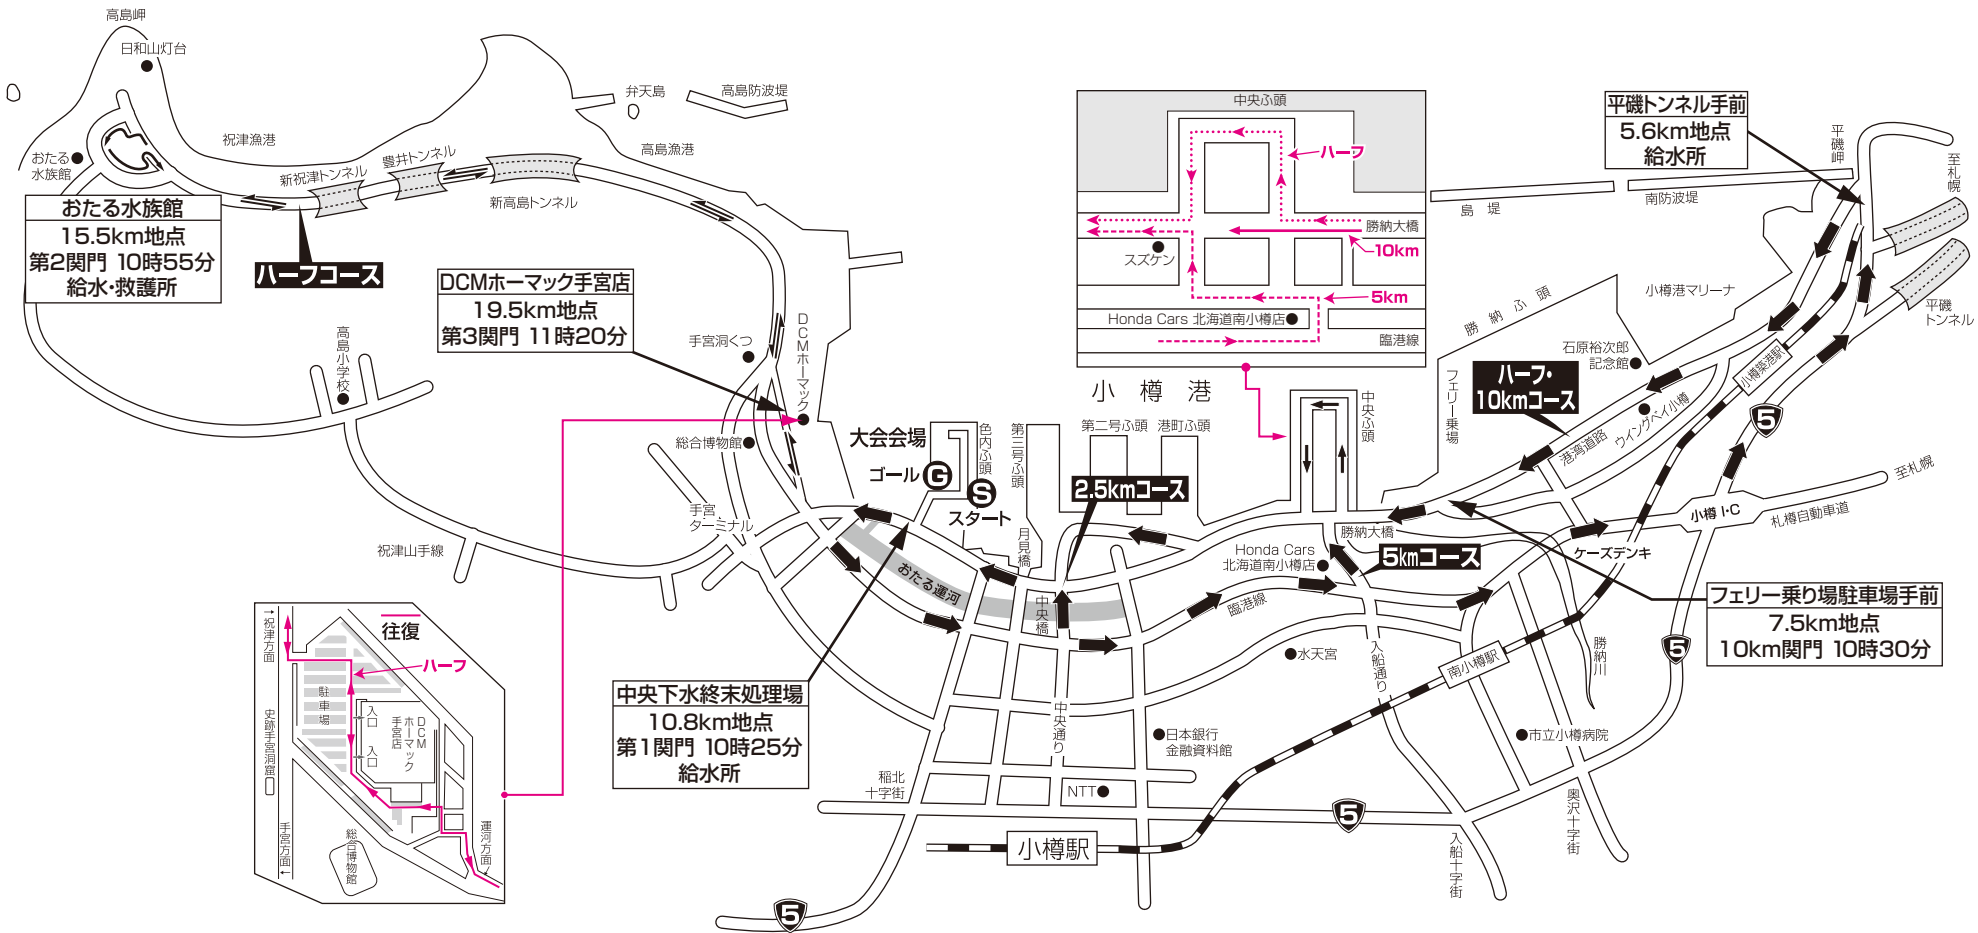 高島岬
日和山灯台
おたる
水族館
祝津漁港
新祝津トンネル
豊井トンネル
新高島トンネル
弁天島
高島防波堤
高島漁港
おたる水族館
15.5km地点
第2関門 10時55分
給水・救護所
ハーフコース
DCMホーマック手宮店
19.5km地点
第3関門 11時20分
高島小学校
手宮洞くつ
DCMホーマック
総合博物館
手宮
ターミナル
祝津山手線
大会会場
ゴール
G
S
スタート
色内ふ頭
第三号ふ頭
月見橋
小樽港
第二号ふ頭
港町ふ頭
2.5kmコース
中央ふ頭
ハーフ
勝納大橋
10km
スズケン
5km
Honda Cars 北海道南小樽店
臨港線
中央ふ頭
平磯トンネル手前
5.6km地点
給水所
平磯岬
至札幌
島堤
南防波堤
平磯
トンネル
小樽港マリーナ
勝納ふ頭
石原裕次郎
記念館
フェリー乗場
ハーフ・
10kmコース
ウイングベイ小樽
港湾道路
小樽築港駅
5
小樽I・C
札樽自動車道
至札幌
ケーズデンキ
勝納大橋
Honda Cars
北海道南小樽店
5kmコース
臨港線
おたる運河
中央橋
フェリー乗り場駐車場手前
7.5km地点
10km関門 10時30分
5
勝納川
水天宮
入船通り
南小樽駅
市立小樽病院
中央下水終末処理場
10.8km地点
第1関門 10時25分
給水所
中央通り
日本銀行
金融資料館
稲北
十字街
NTT
5
小樽駅
入船十字街
奥沢十字街
5
往復
ハーフ
祝津方面
駐車場
入口
入口
DCM
ホーマック
手宮店
史跡手宮洞窟
手宮方面
総合博物館
運河方面